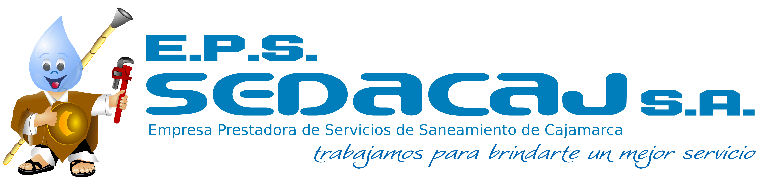 E.P.S.
SEDACAJ S.A.
Empresa Prestadora de Servicios de Saneamiento de Cajamarca
trabajamos para brindarte un mejor servicio